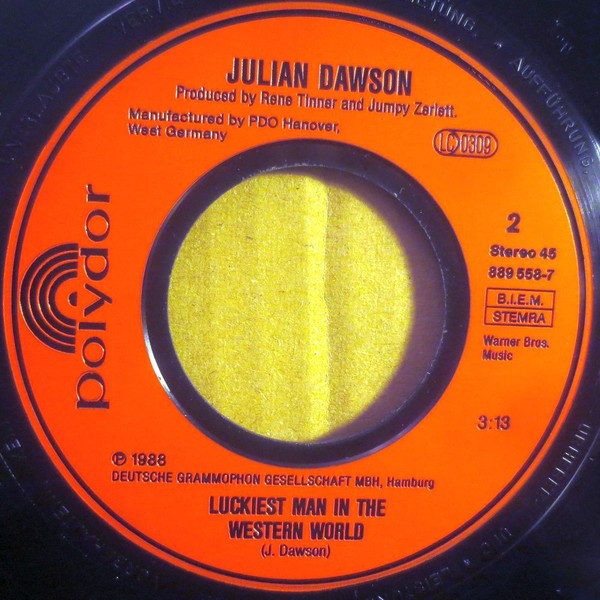 JULIAN DAWSON
Produced by Rene Tinner and Jumpy Zerlett.
Manufactured by PDO Hanover,
West Germany
LC 0309
polydor
2
Stereo 45
889 558-7
B.I.E.M.
STEMRA
Warner Bros.
Music
3:13
℗ 1988
DEUTSCHE GRAMMOPHON GESELLSCHAFT MBH, Hamburg
LUCKIEST MAN IN THE
WESTERN WORLD
(J. Dawson)
AUFFÜHRUNG,